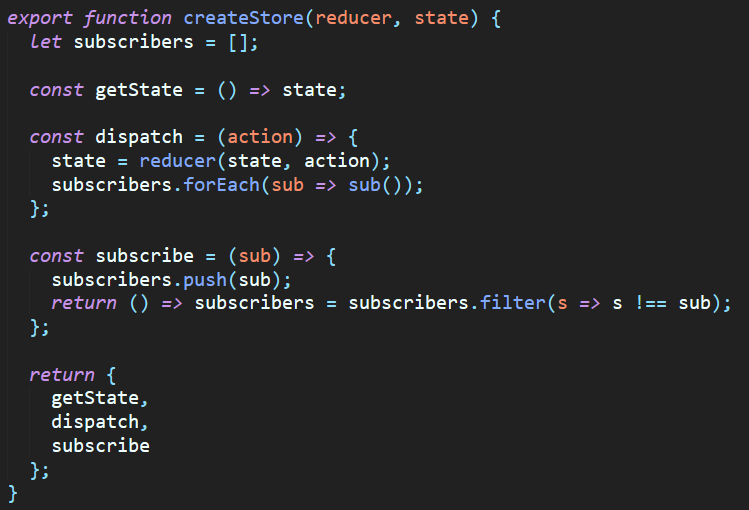 export function createStore(reducer, state) {
  let subscribers = [];

  const getState = () => state;

  const dispatch = (action) => {
    state = reducer(state, action);
    subscribers.forEach(sub => sub());
  };

  const subscribe = (sub) => {
    subscribers.push(sub);
    return () => subscribers = subscribers.filter(s => s !== sub);
  };

  return {
    getState,
    dispatch,
    subscribe
  };
}